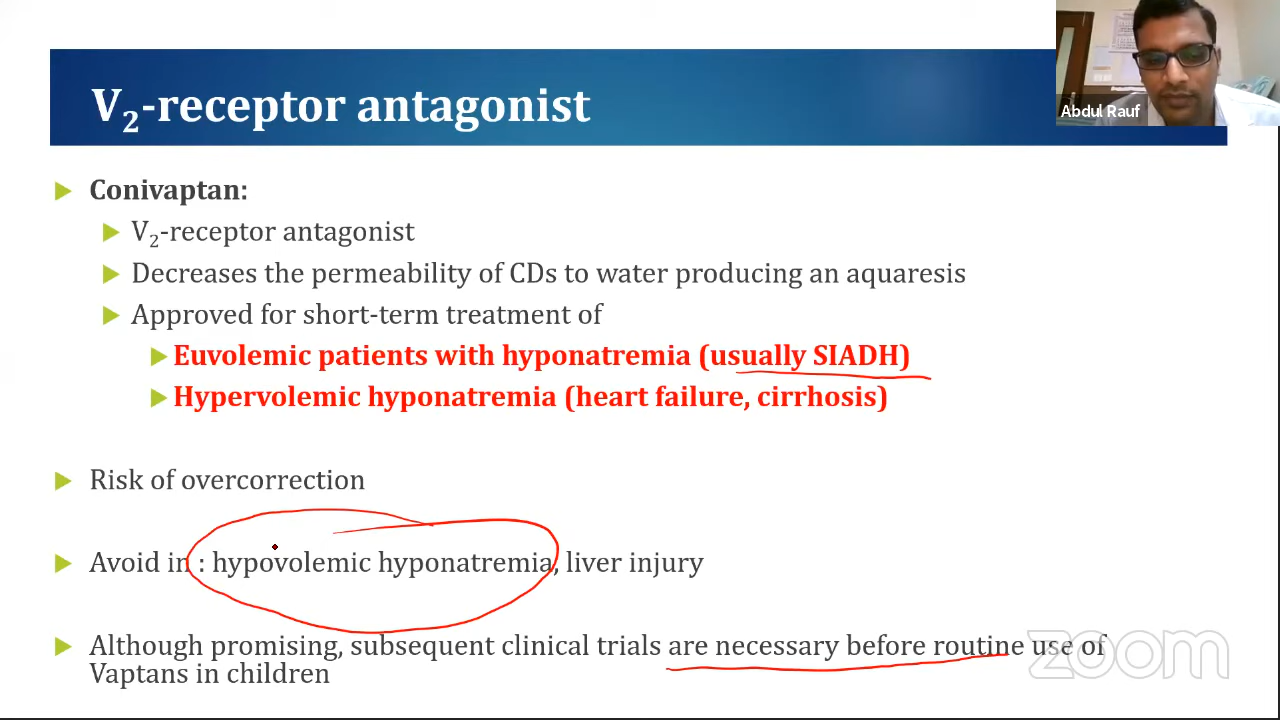 V₂-receptor antagonist
Abdul Rauf
Conivaptan:
V₂-receptor antagonist
Decreases the permeability of CDs to water producing an aquaresis
Approved for short-term treatment of
Euvolemic patients with hyponatremia (usually SIADH)
Hypervolemic hyponatremia (heart failure, cirrhosis)
Risk of overcorrection
Avoid in : hypovolemic hyponatremia, liver injury
Although promising, subsequent clinical trials are necessary before routine use of
Vaptans in children
zoom